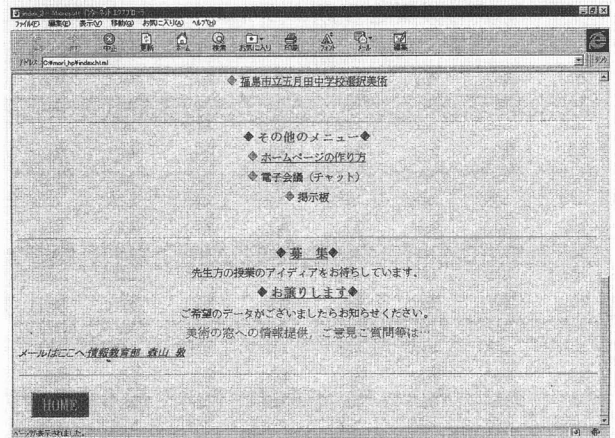 ファイル(F) 編集(E) 表示(V) 移動(G) お気に入り(A) ヘルプ(H)
中止 更新 ホーム 検索 お気に入り 印刷 フォント メール 編集
アドレス C:¥mori_hp¥index.html
◆ 福島市立五月田中学校選択美術
◆ その他のメニュー◆
◆ ホームページの作り方
◆ 電子会議（チャット）
◆ 掲示板
◆ 募 集◆
先生方の授業のアイディアをお待ちしています。
◆ お譲りします◆
ご希望のデータがございましたらお知らせください。
美術の窓への情報提供，ご意見ご質問等は…
メールはここへ情報教育部 森山 敦
HOME
ページが表示されました。